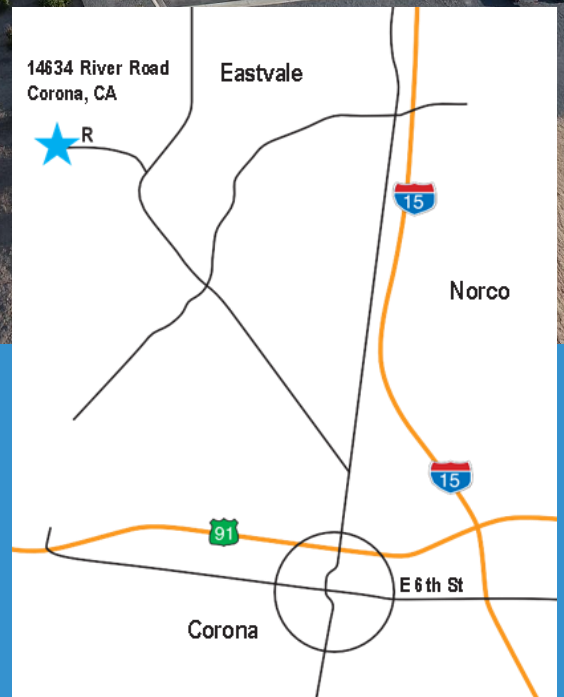 14634 River Road
Corona, CA
Eastvale
R
15
Norco
15
91
E 6th St
Corona